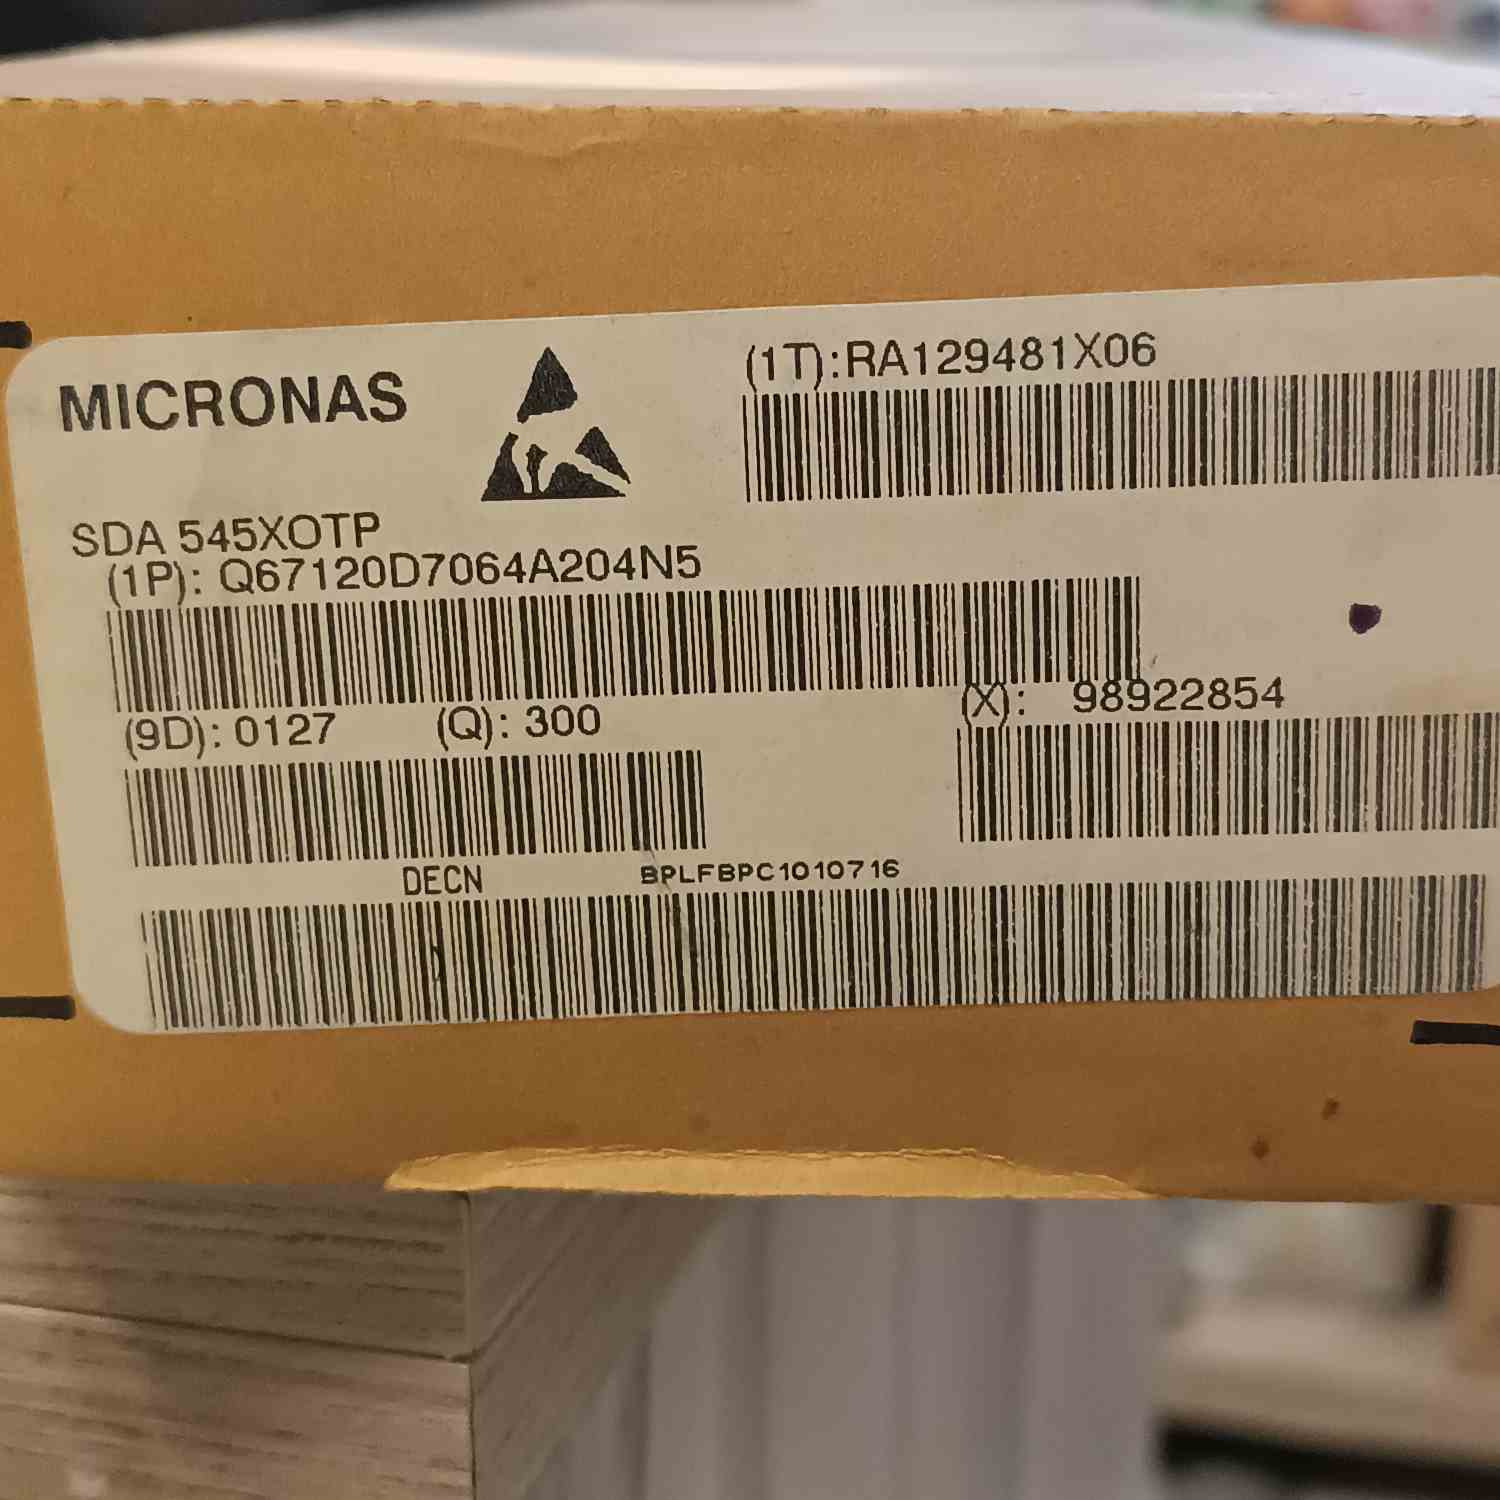 MICRONAS
(1T):RA129481X06
SDA 545XOTP
(1P): Q67120D7064A204N5
(9D): 0127 (Q): 300
(X): 98922854
DECN BPLFBPC1010716